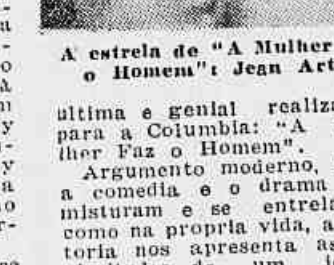 A estrela de "A Mulher
o Homem": Jean Art
ultima e genial realiza
para a Columbia: "A
lher Faz o Homem".
Argumento moderno,
a comedia e o drama
misturam e se entrela
como na propria vida, a
toria nos apresenta a